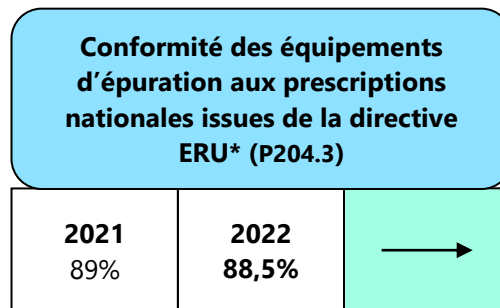 Conformité des équipements
d’épuration aux prescriptions
nationales issues de la directive
ERU* (P204.3)
2021 2022
89% 88,5%